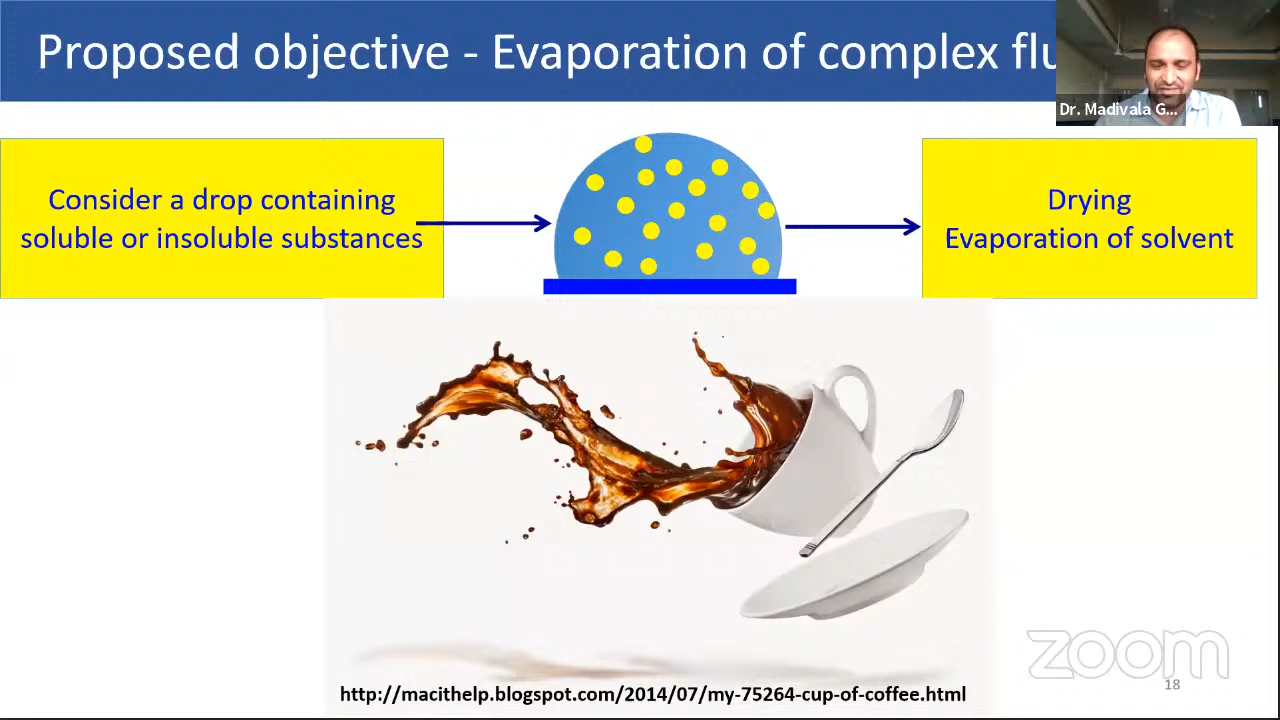 Proposed objective - Evaporation of complex flu
Dr. Madivala G...
Consider a drop containing
soluble or insoluble substances
Drying
Evaporation of solvent
zoom
18
http://macithelp.blogspot.com/2014/07/my-75264-cup-of-coffee.html